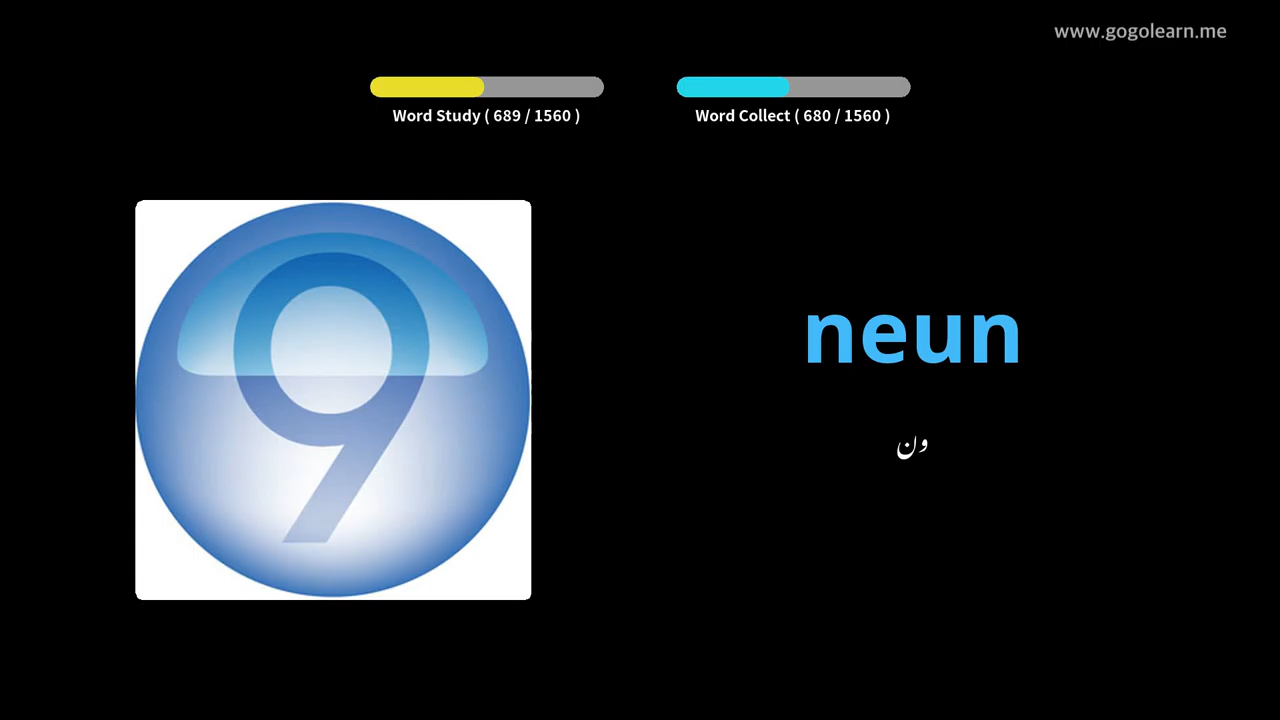 www.gogolearn.me
Word Study ( 689 / 1560 )
Word Collect ( 680 / 1560 )
9
neun
ون